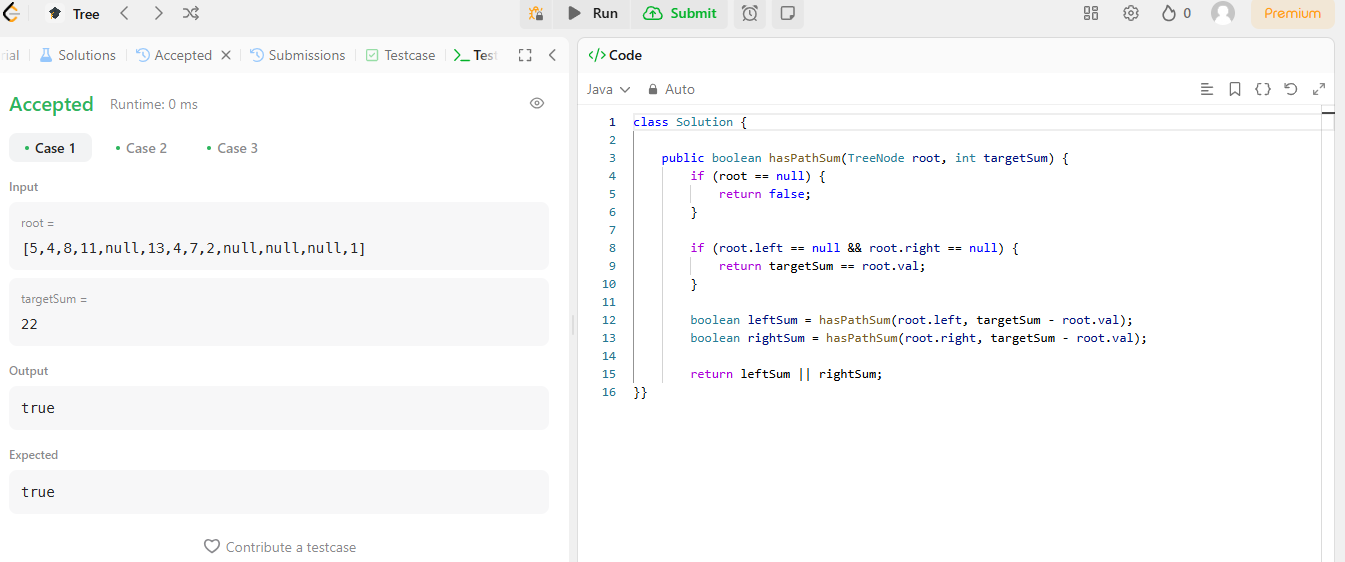 Tree
Run
Submit
0
Premium
rial
Solutions
Accepted
Submissions
Testcase
Test
Accepted Runtime: 0 ms
Case 1
Case 2
Case 3
Input
root =
[5,4,8,11,null,13,4,7,2,null,null,null,1]
targetSum =
22
Output
true
Expected
true
Contribute a testcase
</> Code
Java
Auto
1 class Solution {
2
3     public boolean hasPathSum(TreeNode root, int targetSum) {
4         if (root == null) {
5             return false;
6         }
7
8         if (root.left == null && root.right == null) {
9             return targetSum == root.val;
10         }
11
12         boolean leftSum = hasPathSum(root.left, targetSum - root.val);
13         boolean rightSum = hasPathSum(root.right, targetSum - root.val);
14
15         return leftSum || rightSum;
16 }}